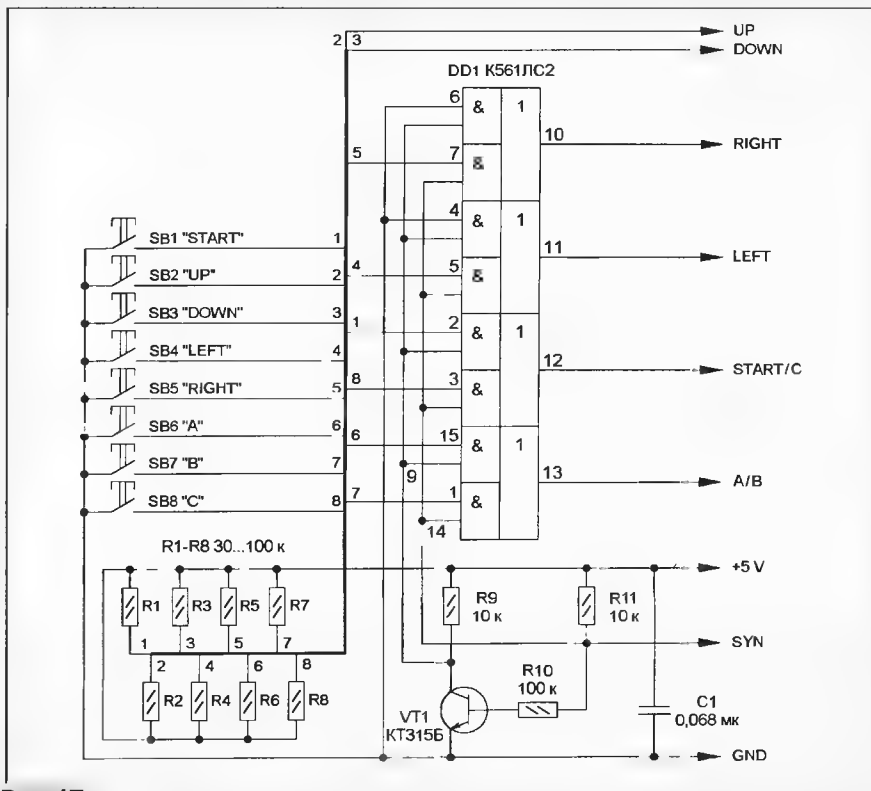 2 3
UP
DOWN
DD1 К561ЛС2
6 & 1
10 RIGHT
5 7 &
4 & 1
11 LEFT
4 5 &
SB1 "START" 1
SB2 "UP" 2
SB3 "DOWN" 3
SB4 "LEFT" 4
SB5 "RIGHT" 5
SB6 "A" 6
SB7 "B" 7
SB8 "C" 8
1 2 & 1
12 START/C
8 3 &
6 15 & 1
9
13 A/B
7 1 &
14
R1-R8 30...100 к
+5 V
R1 R3 R5 R7
R9
10 к
R11
10 к
SYN
1 3 5 7
2 4 6 8
R2 R4 R6 R8
R10
100 к
VT1
КТ315Б
C1
0,068 мк
GND